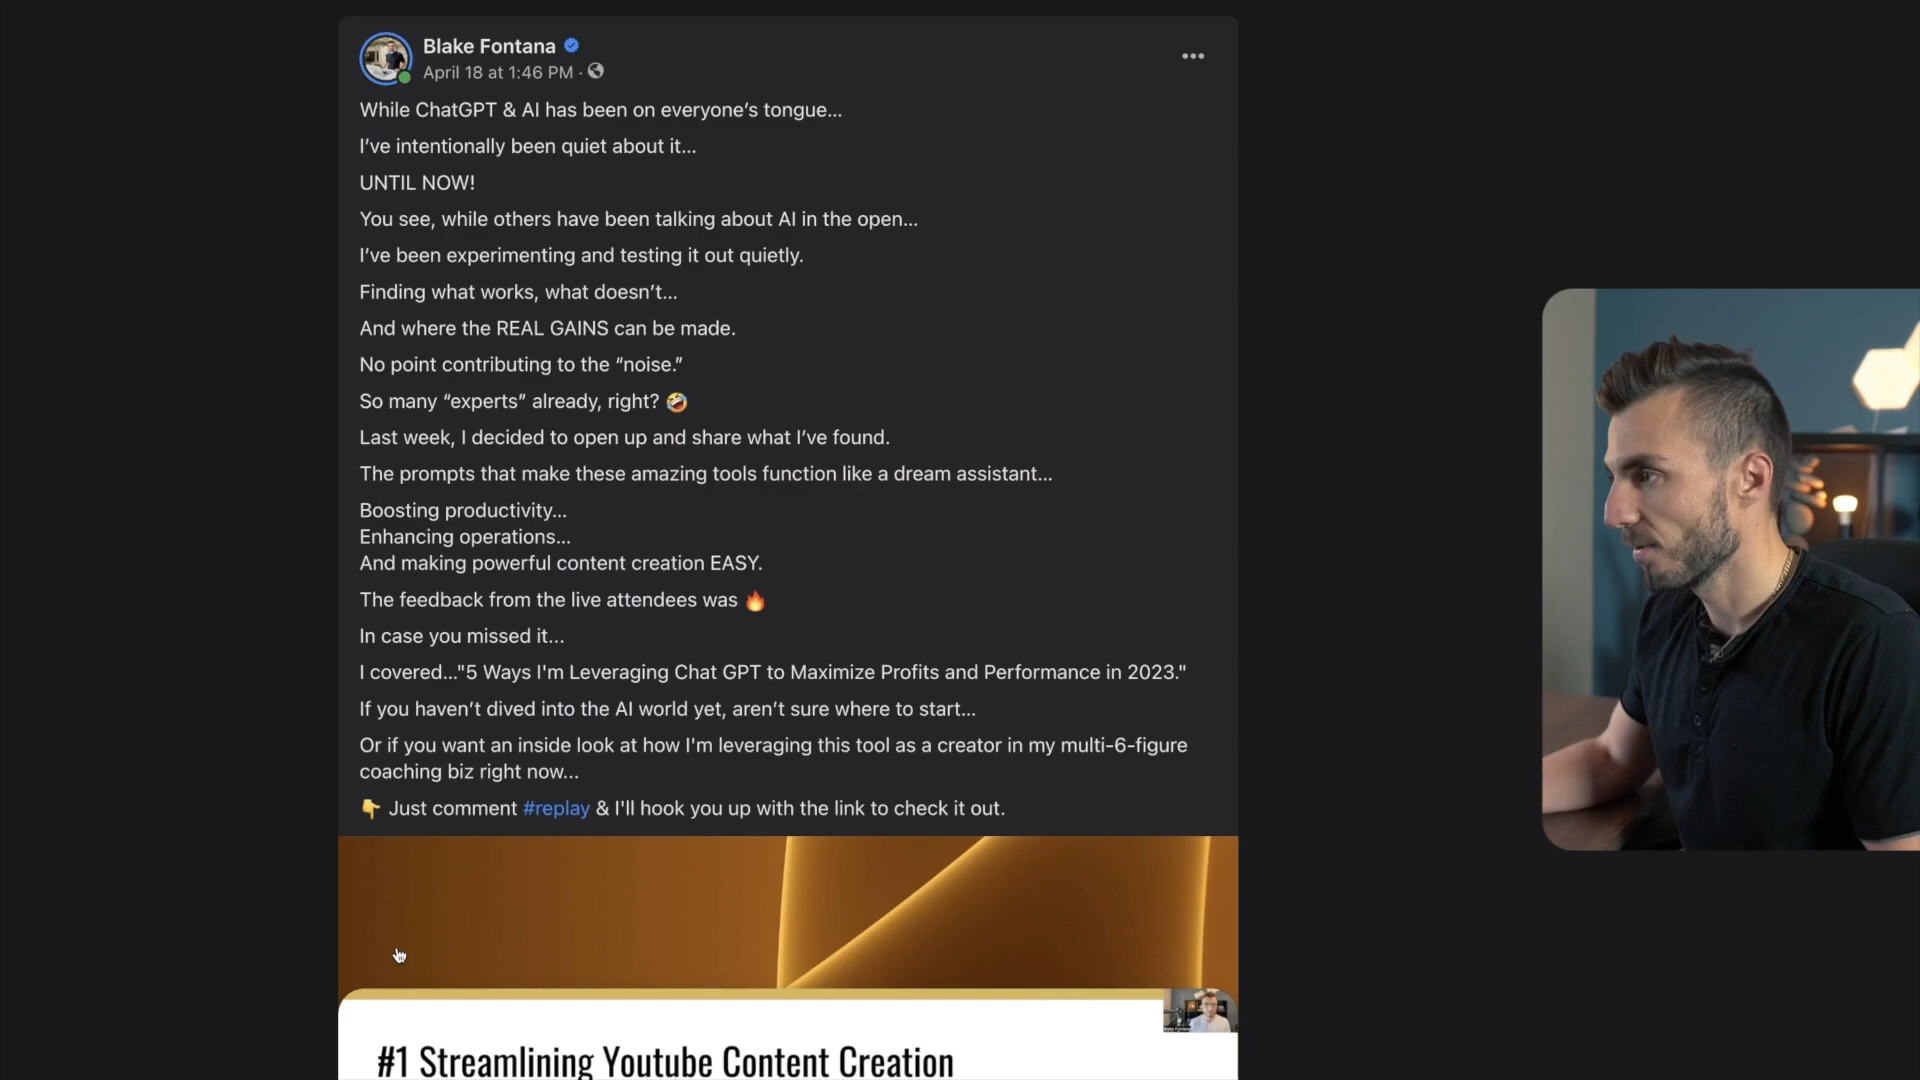 Blake Fontana
April 18 at 1:46 PM ·
While ChatGPT & AI has been on everyone’s tongue...
I’ve intentionally been quiet about it...
UNTIL NOW!
You see, while others have been talking about AI in the open...
I’ve been experimenting and testing it out quietly.
Finding what works, what doesn’t...
And where the REAL GAINS can be made.
No point contributing to the “noise.”
So many “experts” already, right? 🤣
Last week, I decided to open up and share what I’ve found.
The prompts that make these amazing tools function like a dream assistant...
Boosting productivity...
Enhancing operations...
And making powerful content creation EASY.
The feedback from the live attendees was 🔥
In case you missed it...
I covered..."5 Ways I'm Leveraging Chat GPT to Maximize Profits and Performance in 2023."
If you haven’t dived into the AI world yet, aren’t sure where to start...
Or if you want an inside look at how I'm leveraging this tool as a creator in my multi-6-figure
coaching biz right now...
👇 Just comment #replay & I'll hook you up with the link to check it out.
Blake Fontana
#1 Streamlining Youtube Content Creation